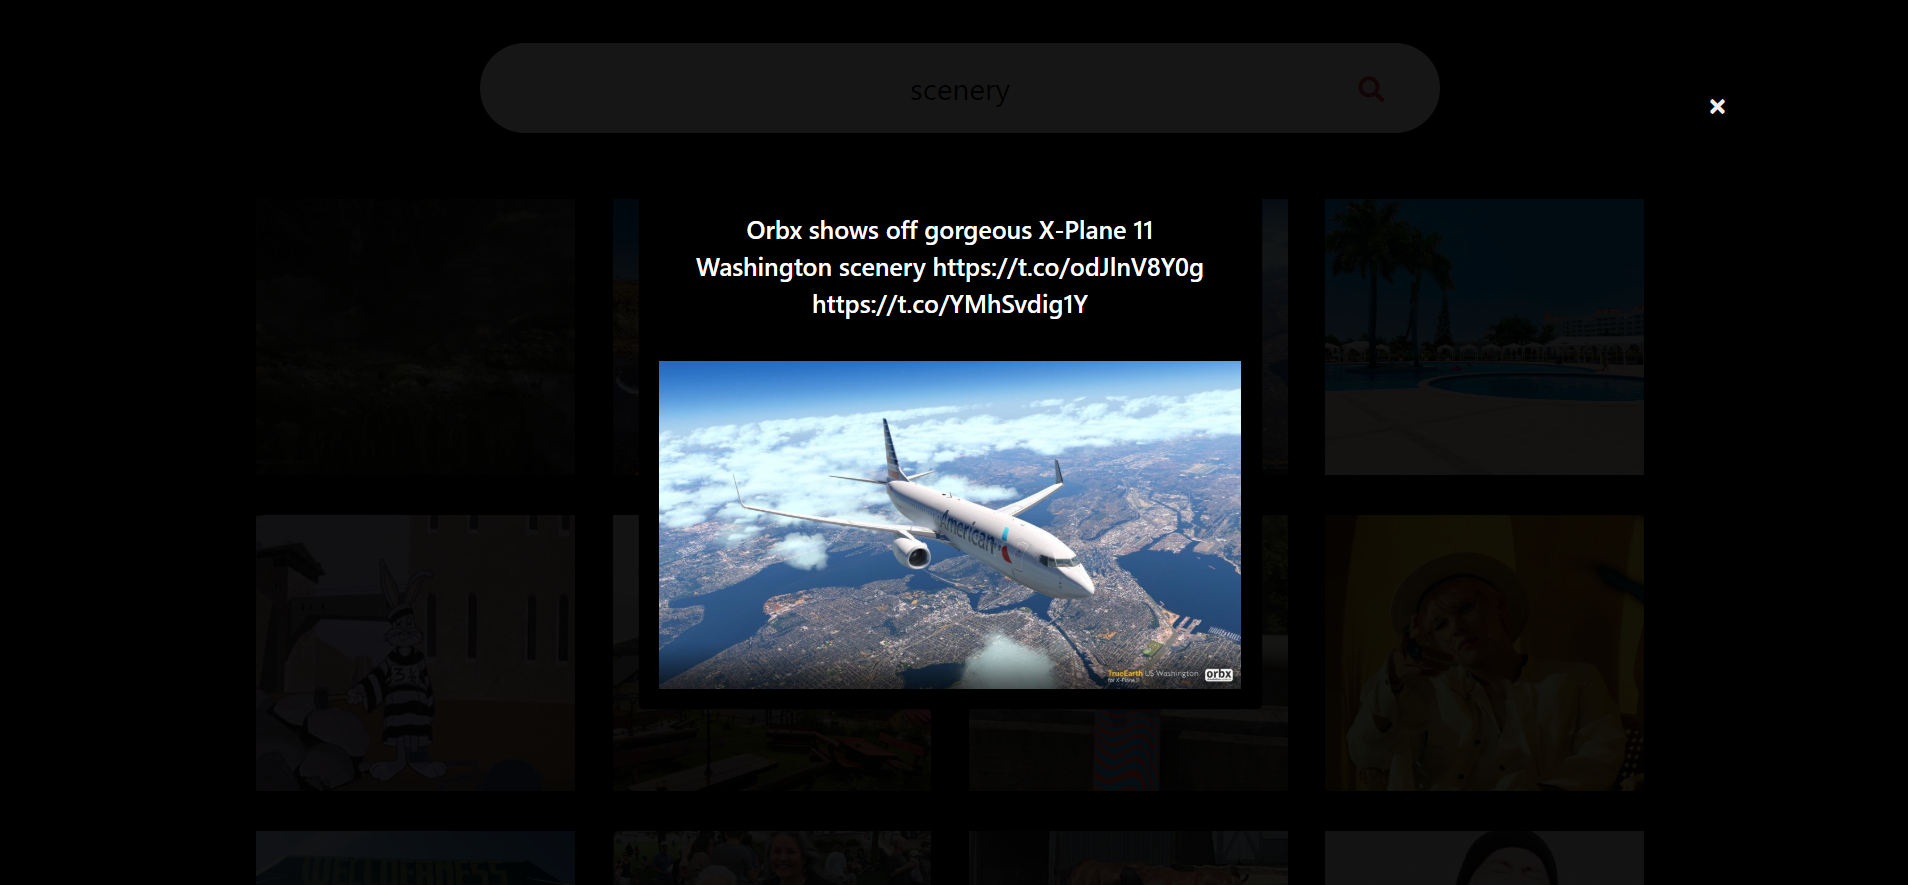 scenery
Orbx shows off gorgeous X-Plane 11
Washington scenery https://t.co/odJlnV8Y0g
https://t.co/YMhSvdig1Y
American
TrueEarth US Washington
for X-Plane 11
orbx
WILDERNESS